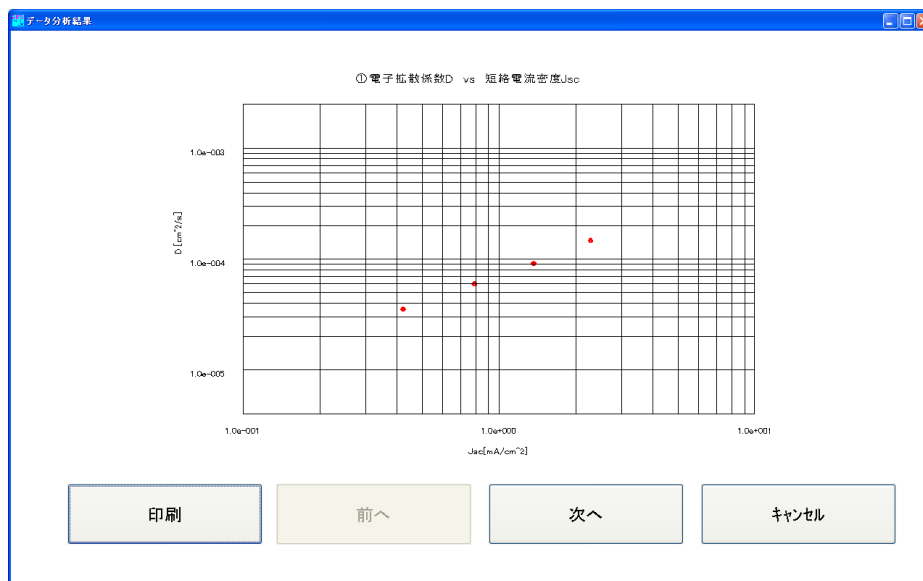 データ分析結果
①電子拡散係数D vs 短絡電流密度Jsc
1.0e-003
D [cm^2/s]
1.0e-004
1.0e-005
1.0e-001 1.0e+000 1.0e+001
Jsc[mA/cm^2]
印刷 前へ 次へ キャンセル